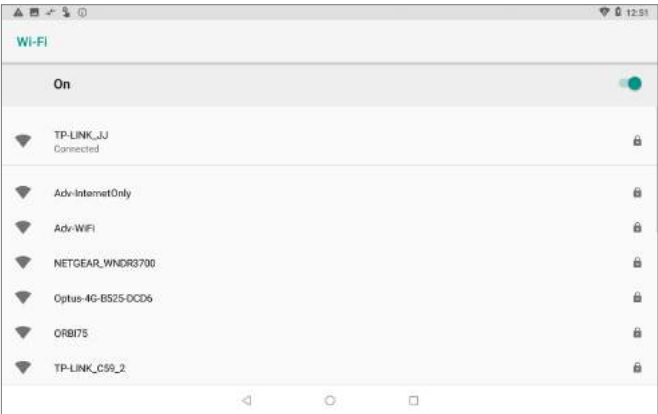 12:51
Wi-Fi
On
TP-LINK_JJ
Connected
Adv-InternetOnly
Adv-WiFi
NETGEAR_WNDR3700
Optus-4G-B525-DCD6
ORBI75
TP-LINK_C59_2